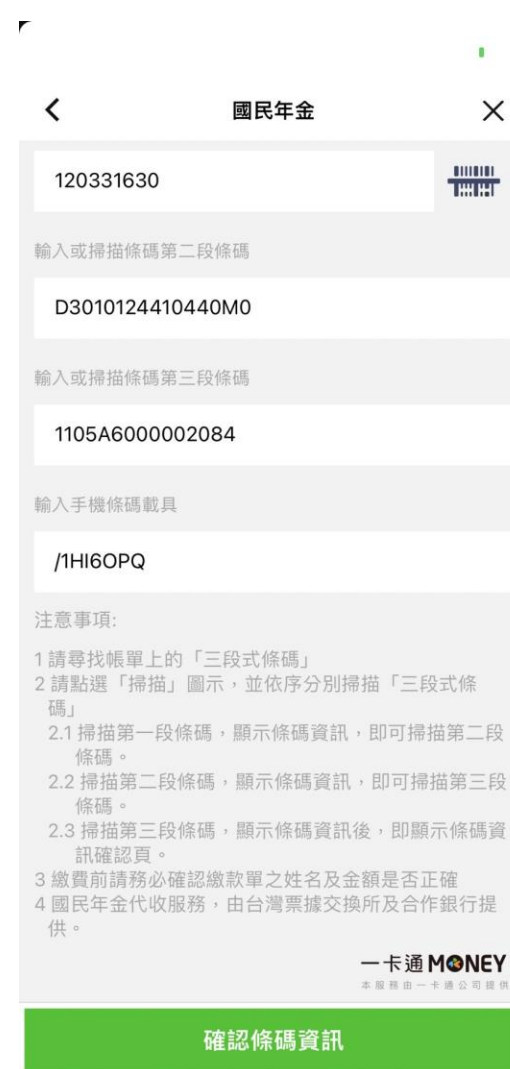 國民年金
120331630
輸入或掃描條碼第二段條碼
D3010124410440M0
輸入或掃描條碼第三段條碼
1105A6000002084
輸入手機條碼載具
/1HI6OPQ
注意事項:
1 請尋找帳單上的「三段式條碼」
2 請點選「掃描」圖示，並依序分別掃描「三段式條
碼」
2.1 掃描第一段條碼，顯示條碼資訊，即可掃描第二段
條碼。
2.2 掃描第二段條碼，顯示條碼資訊，即可掃描第三段
條碼。
2.3 掃描第三段條碼，顯示條碼資訊後，即顯示條碼資
訊確認頁。
3 繳費前請務必確認繳款單之姓名及金額是否正確
4 國民年金代收服務，由台灣票據交換所及合作銀行提
供。
一卡通 MONEY
本服務由一卡通公司提供
確認條碼資訊